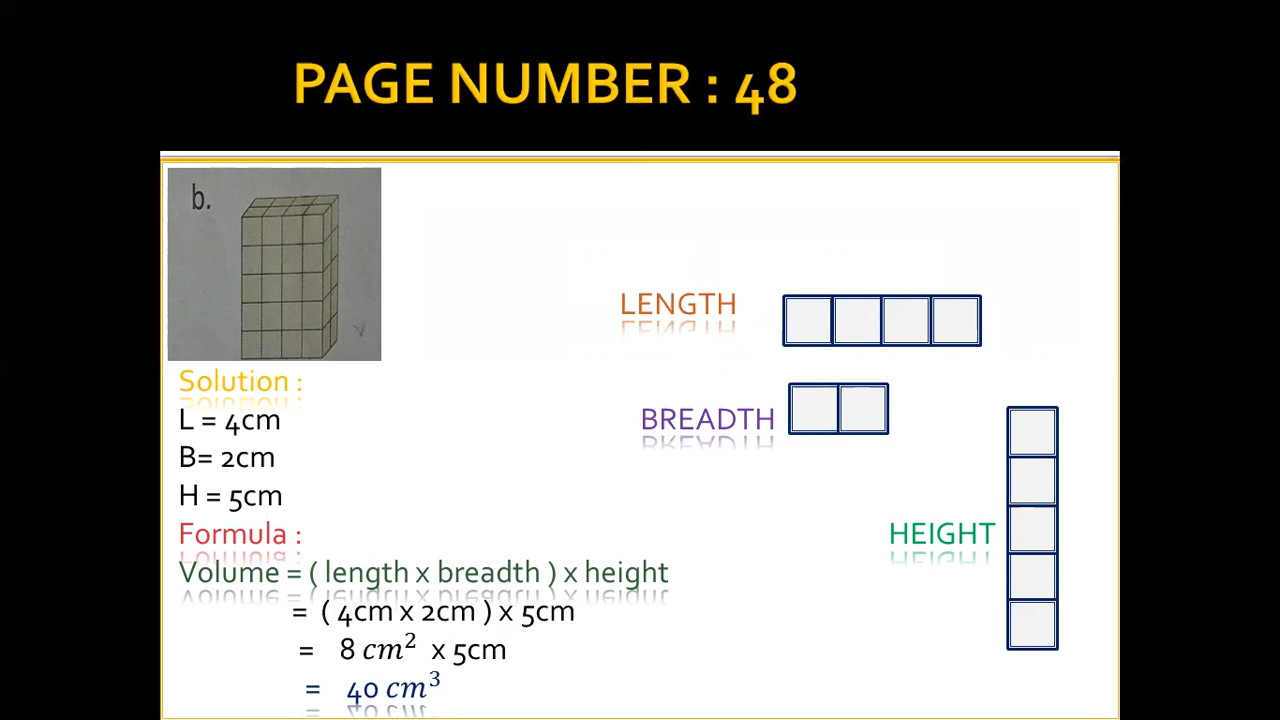 PAGE NUMBER : 48
b.
LENGTH
BREADTH
HEIGHT
Solution :
L = 4cm
B= 2cm
H = 5cm
Formula :
Volume = ( length x breadth ) x height
= ( 4cm x 2cm ) x 5cm
= 8 cm² x 5cm
= 40 cm³